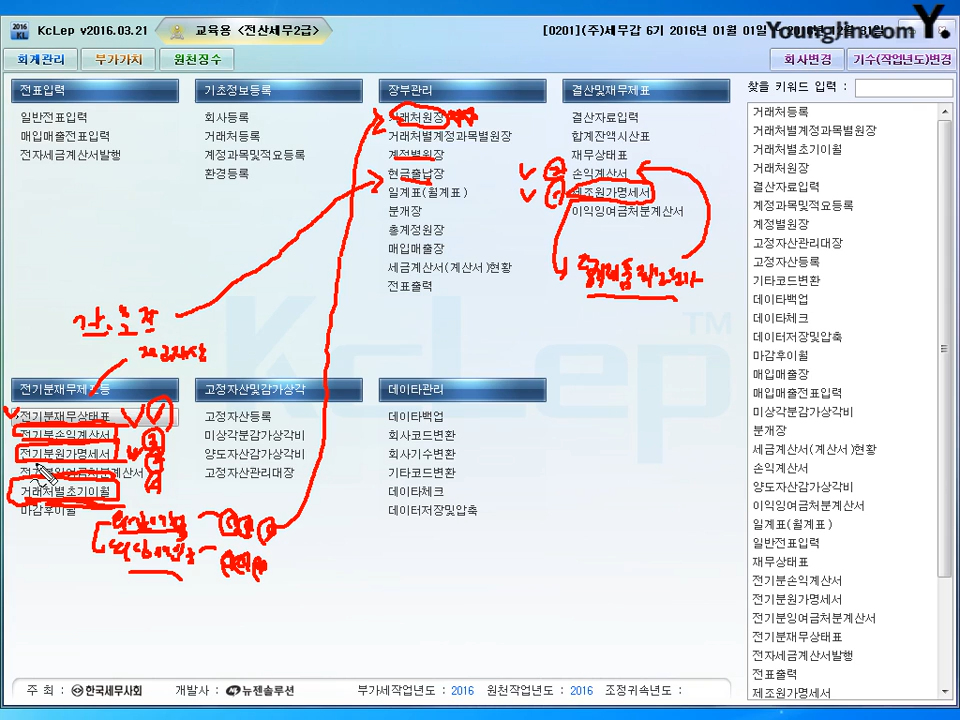 2016 KL KcLep v2016.03.21 교육용 <전산세무2급> [0201](주)세무갑 6기 2016년 01월 01일 ~ 2016년 12월 31일
Younglin.com Y.
회계관리 부가가치 원천징수 회사변경 기수(작업년도)변경
전표입력
일반전표입력
매입매출전표입력
전자세금계산서발행
기초정보등록
회사등록
거래처등록
계정과목및적요등록
환경등록
장부관리
거래처원장
거래처별계정과목별원장
계정별원장
현금출납장
일계표(월계표)
분개장
총계정원장
매입매출장
세금계산서(계산서)현황
전표출력
결산및재무제표
결산자료입력
합계잔액시산표
재무상태표
손익계산서
제조원가명세서
이익잉여금처분계산서
전기분재무제표등
전기분재무상태표
전기분손익계산서
전기분원가명세서
전기분잉여금처분계산서
거래처별초기이월
마감후이월
고정자산및감가상각
고정자산등록
미상각분감가상각비
양도자산감가상각비
고정자산관리대장
데이타관리
데이타백업
회사코드변환
회사기수변환
기타코드변환
데이타체크
데이터저장및압축
찾을 키워드 입력 :
거래처등록
거래처별계정과목별원장
거래처별초기이월
거래처원장
결산자료입력
계정과목및적요등록
계정별원장
고정자산관리대장
고정자산등록
기타코드변환
데이타백업
데이타체크
데이터저장및압축
마감후이월
매입매출장
매입매출전표입력
미상각분감가상각비
분개장
세금계산서(계산서)현황
손익계산서
양도자산감가상각비
이익잉여금처분계산서
일계표(월계표)
일반전표입력
재무상태표
전기분손익계산서
전기분원가명세서
전기분잉여금처분계산서
전기분재무상태표
전자세금계산서발행
전표출력
제조원가명세서
KcLep TM
주 최 : 한국세무사회 개발사 : 뉴젠솔루션 부가세작업년도 : 2016 원천작업년도 : 2016 조정귀속년도 :